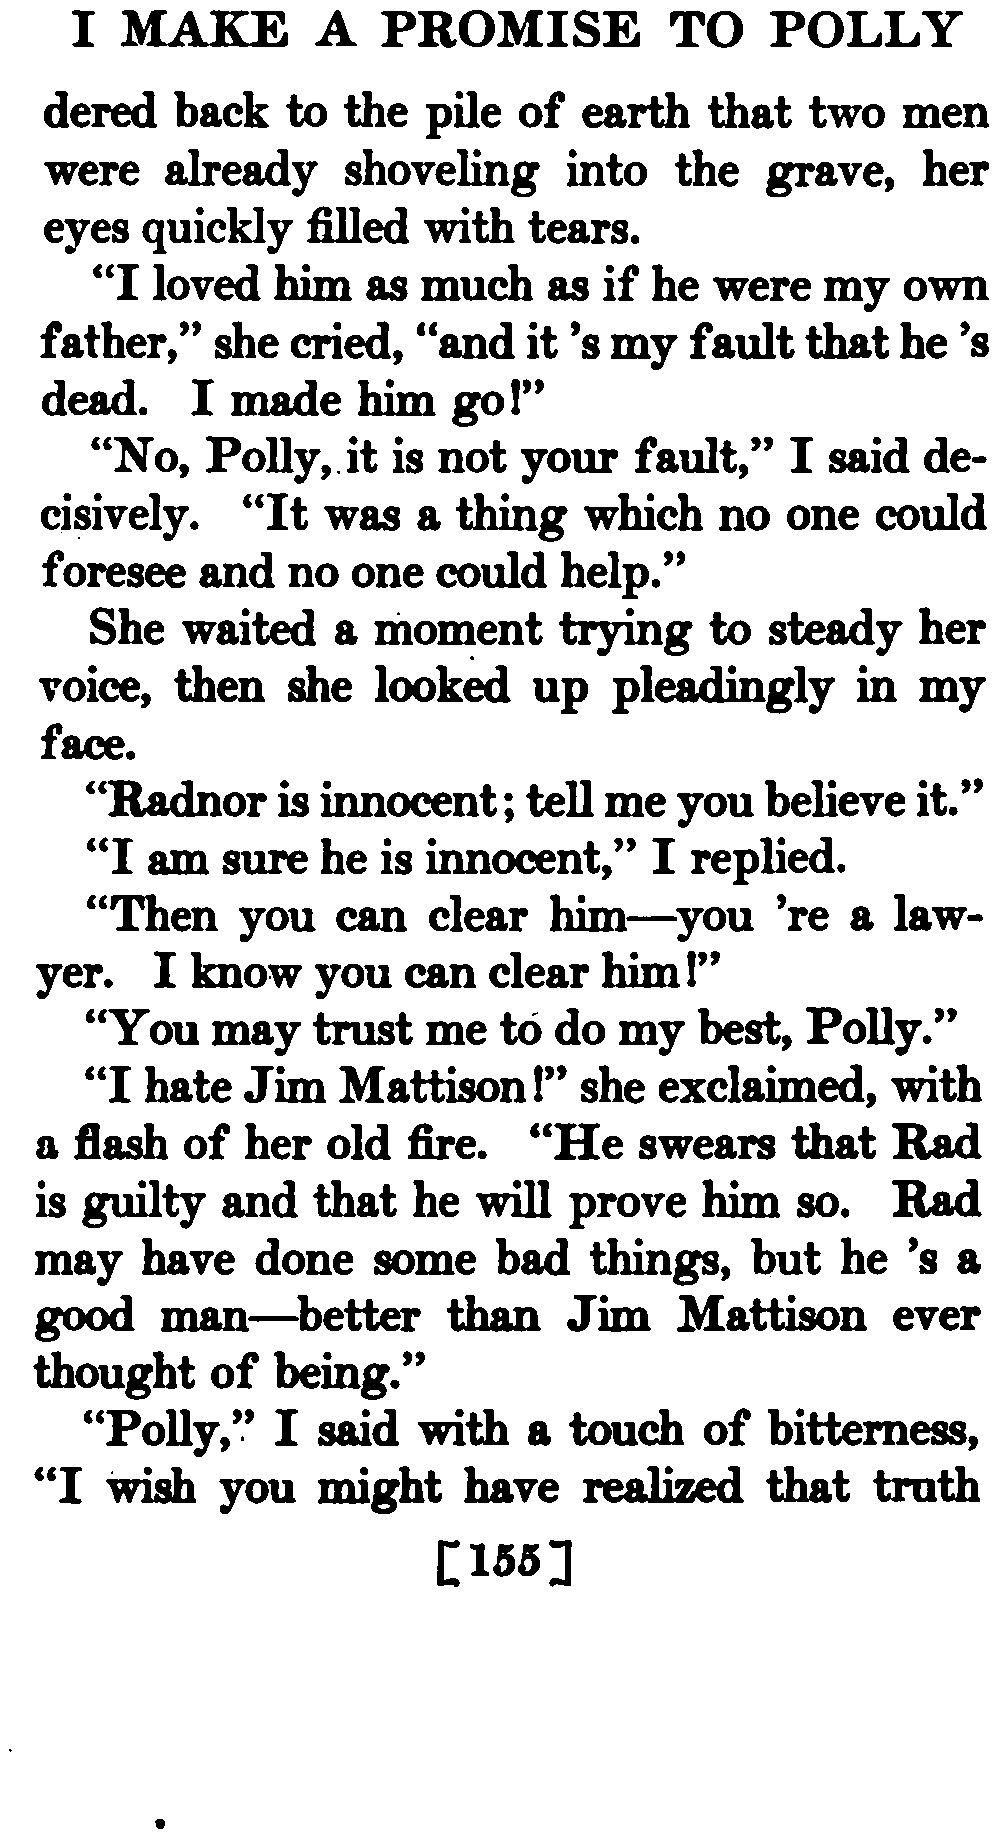 I MAKE A PROMISE TO POLLY
dered back to the pile of earth that two men
were already shoveling into the grave, her
eyes quickly filled with tears.
“I loved him as much as if he were my own
father,” she cried, “and it ’s my fault that he ’s
dead. I made him go!”
“No, Polly, it is not your fault,” I said de-
cisively. “It was a thing which no one could
foresee and no one could help.”
She waited a moment trying to steady her
voice, then she looked up pleadingly in my
face.
“Radnor is innocent; tell me you believe it.”
“I am sure he is innocent,” I replied.
“Then you can clear him—you ’re a law-
yer. I know you can clear him!”
“You may trust me to do my best, Polly.”
“I hate Jim Mattison!” she exclaimed, with
a flash of her old fire. “He swears that Rad
is guilty and that he will prove him so. Rad
may have done some bad things, but he ’s a
good man—better than Jim Mattison ever
thought of being.”
“Polly,” I said with a touch of bitterness,
“I wish you might have realized that truth
[155]